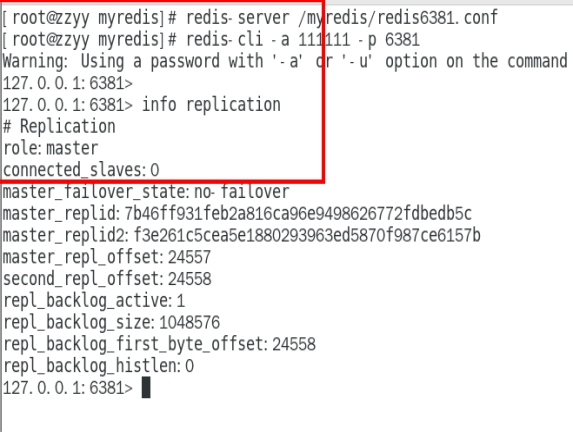 [root@zzyy myredis]# redis-server /myredis/redis6381.conf
[root@zzyy myredis]# redis-cli -a 111111 -p 6381
Warning: Using a password with '-a' or '-u' option on the command
127.0.0.1:6381>
127.0.0.1:6381> info replication
# Replication
role:master
connected_slaves:0
master_failover_state:no-failover
master_replid:7b46ff931feb2a816ca96e9498626772fdbedb5c
master_replid2:f3e261c5cea5e1880293963ed5870f987ce6157b
master_repl_offset:24557
second_repl_offset:24558
repl_backlog_active:1
repl_backlog_size:1048576
repl_backlog_first_byte_offset:24558
repl_backlog_histlen:0
127.0.0.1:6381>